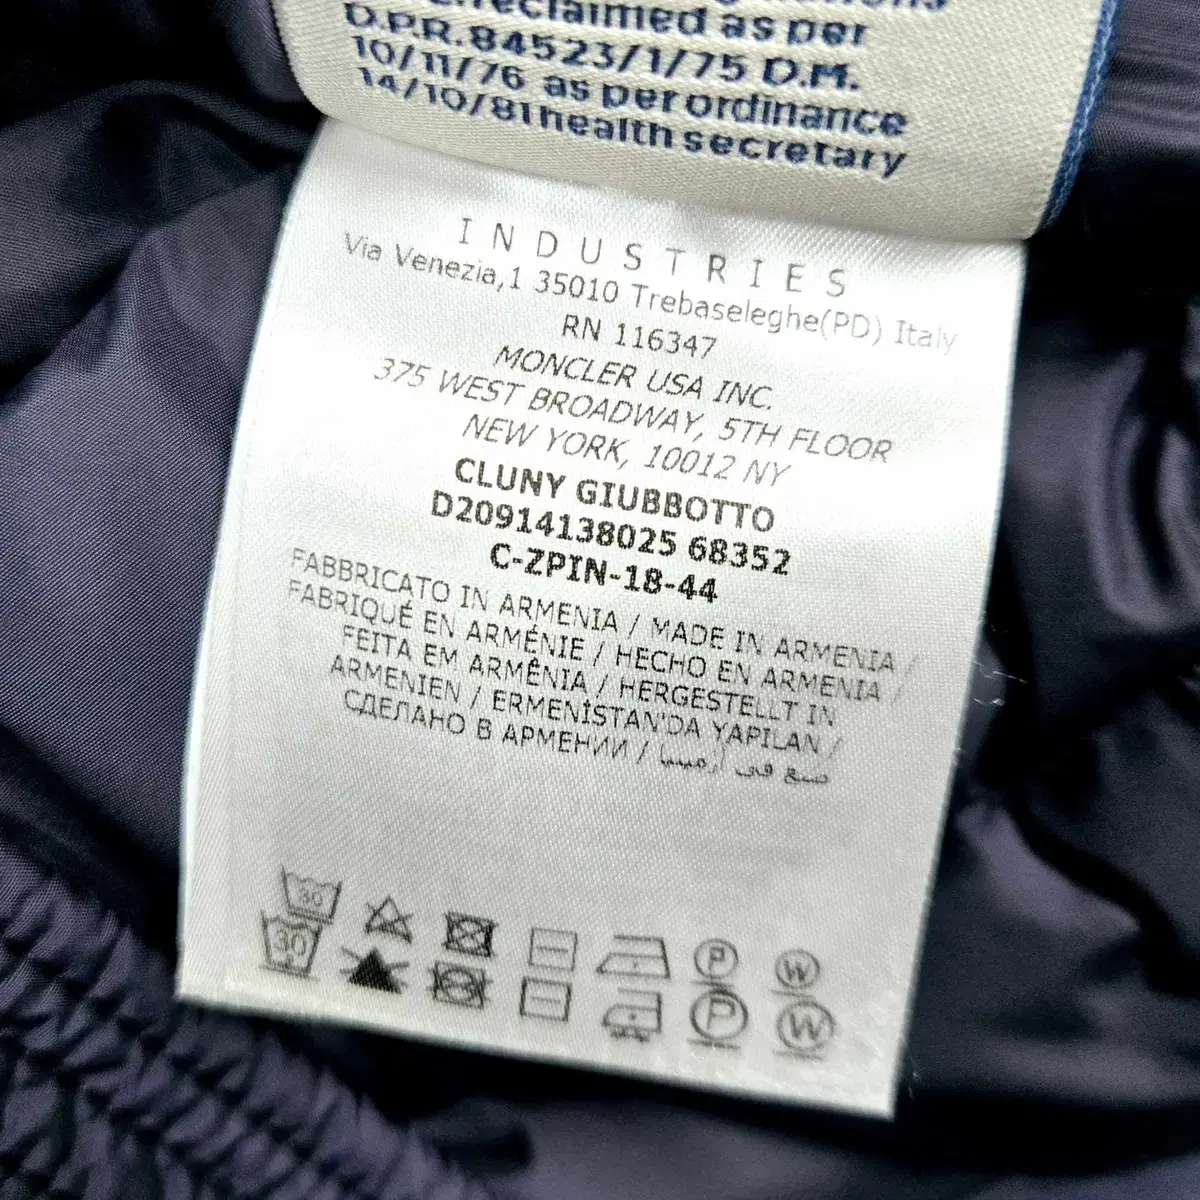 reclaimed as per
D.P.R. 84523/1/75 D.M.
10/11/76 as per ordinance
14/10/81 health secretary
INDUSTRIES
Via Venezia,1 35010 Trebaseleghe(PD) Italy
RN 116347
MONCLER USA INC.
375 WEST BROADWAY, 5TH FLOOR
NEW YORK, 10012 NY
CLUNY GIUBBOTTO
D20914138025 68352
C-ZPIN-18-44
FABBRICATO IN ARMENIA / MADE IN ARMENIA /
FABRIQUÉ EN ARMÉNIE / HECHO EN ARMENIA /
FEITA EM ARMÊNIA / HERGESTELLT IN
ARMENIEN / ERMENİSTAN'DA YAPILAN /
СДЕЛАНО В АРМЕНИИ / صنع في أرمينيا
30 P W
30 P W